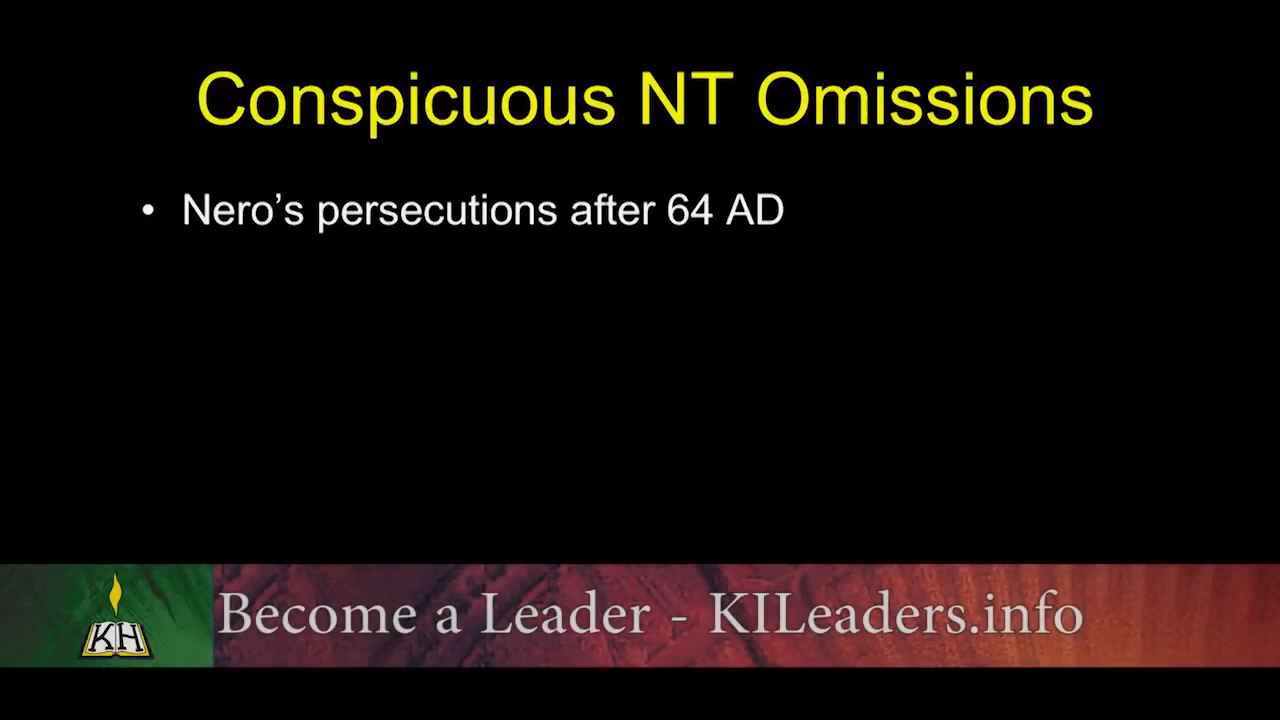 Conspicuous NT Omissions
• Nero’s persecutions after 64 AD
KH
Become a Leader - KILeaders.info